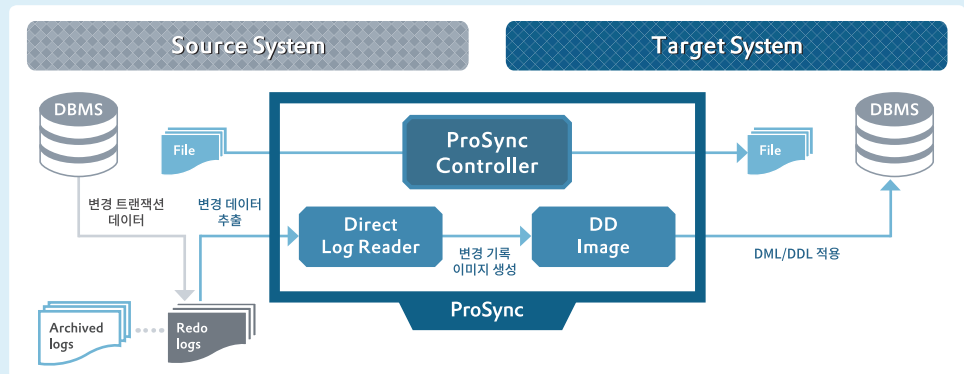 Source System
Target System
DBMS
DBMS
File
ProSync
Controller
File
변경 트랜잭션
데이터
변경 데이터
추출
Direct
Log Reader
변경 기록
이미지 생성
DD
Image
DML/DDL 적용
ProSync
Archived
logs
Redo
logs